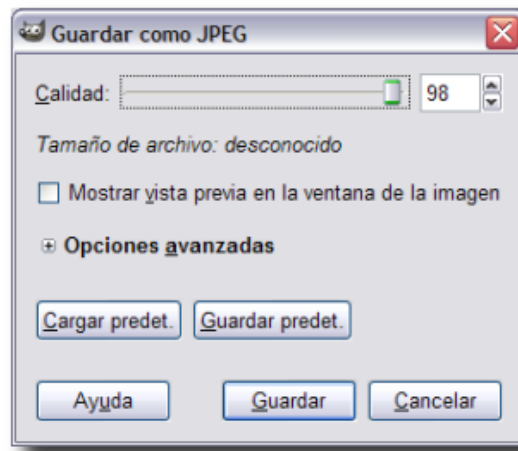 Guardar como JPEG
Calidad: 98
Tamaño de archivo: desconocido
Mostrar vista previa en la ventana de la imagen
Opciones avanzadas
Cargar predet. Guardar predet.
Ayuda Guardar Cancelar